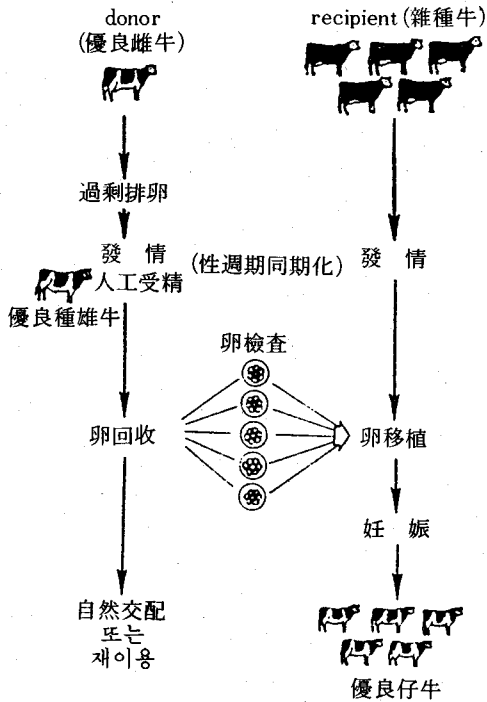 donor
(優良雌牛)
過剩排卵
發 情
人工受精
優良種雄牛
(性週期同期化)
卵檢査
卵回收
自然交配
또는
재이용
recipient (雜種牛)
發 情
卵移植
妊 娠
優良仔牛